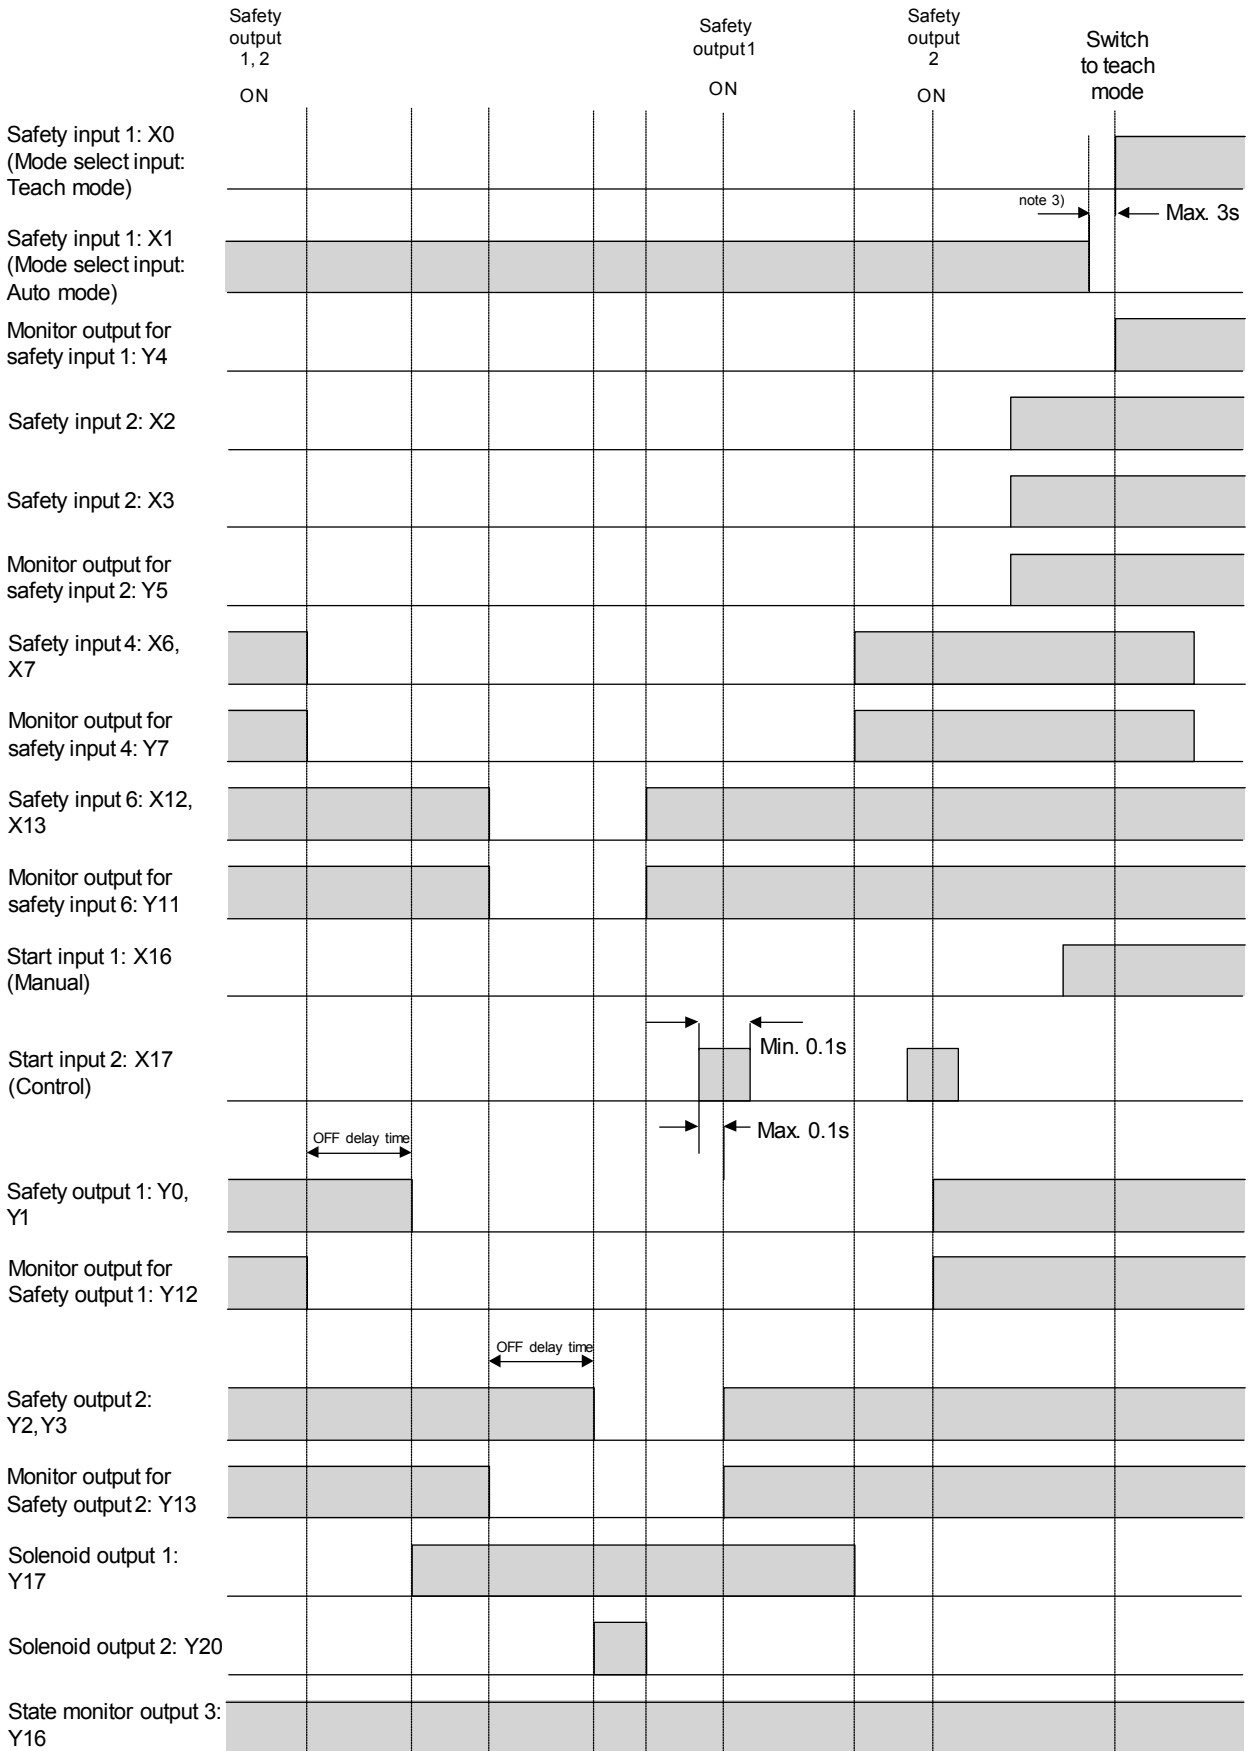 Safety
output
1, 2
ON
Safety
output1
ON
Safety
output
2
ON
Switch
to teach
mode
Safety input 1: X0
(Mode select input:
Teach mode)
note 3)
Max. 3s
Safety input 1: X1
(Mode select input:
Auto mode)
Monitor output for
safety input 1: Y4
Safety input 2: X2
Safety input 2: X3
Monitor output for
safety input 2: Y5
Safety input 4: X6,
X7
Monitor output for
safety input 4: Y7
Safety input 6: X12,
X13
Monitor output for
safety input 6: Y11
Start input 1: X16
(Manual)
Min. 0.1s
Start input 2: X17
(Control)
Max. 0.1s
OFF delay time
Safety output 1: Y0,
Y1
Monitor output for
Safety output 1: Y12
OFF delay time
Safety output 2:
Y2, Y3
Monitor output for
Safety output 2: Y13
Solenoid output 1:
Y17
Solenoid output 2: Y20
State monitor output 3:
Y16